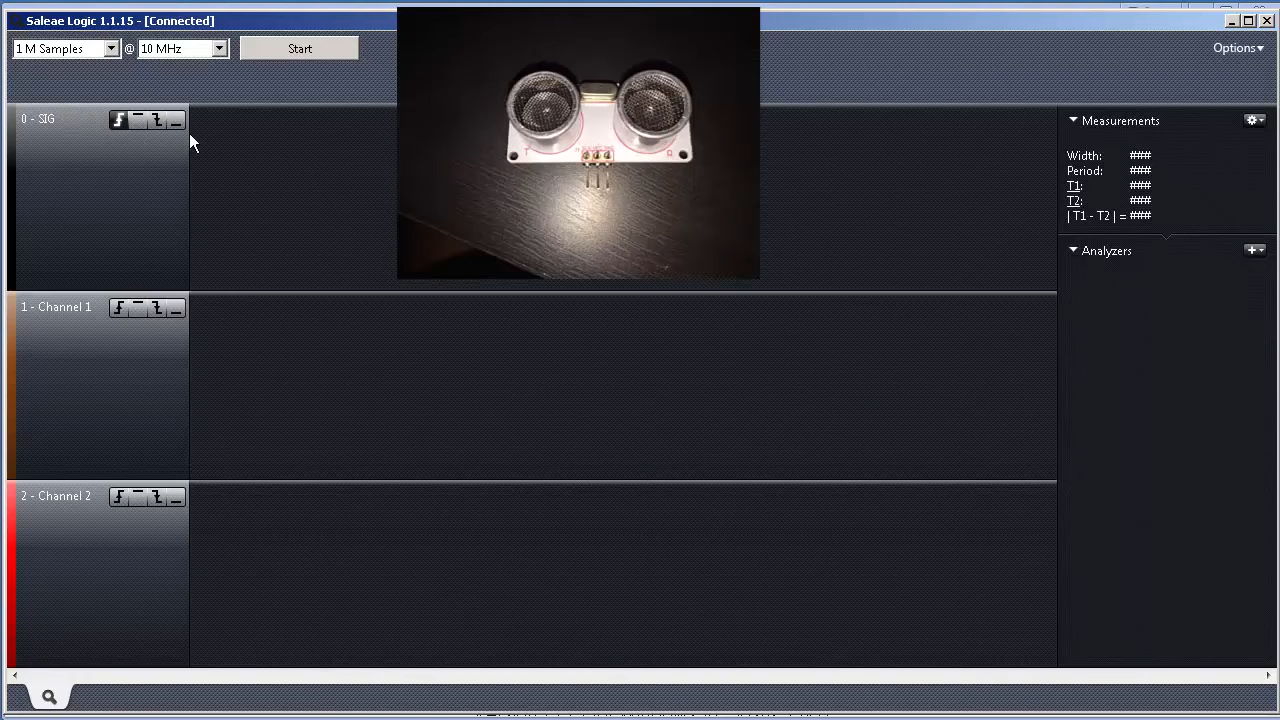 Saleae Logic 1.1.15 - [Connected]
1 M Samples @ 10 MHz Start
Options
0 - SIG
T R
Measurements
Width: ###
Period: ###
T1: ###
T2: ###
| T1 - T2 | = ###
Analyzers
1 - Channel 1
2 - Channel 2